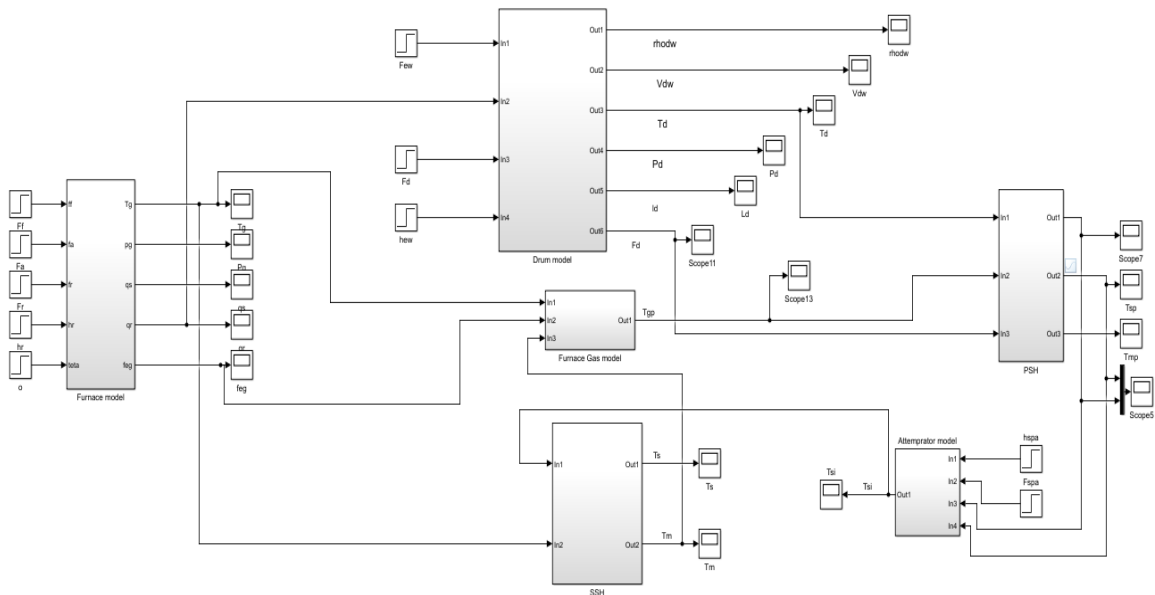 Few
In1
Out1
rhodw
rhodw
Out2
Vdw
Vdw
In2
Out3
Td
Td
In3
Fd
Out4
Pd
Pd
Out5
ld
Ld
In4
hew
Out6
Fd
Scope11
Drum model
Ff
ff
Tg
Tg
Fa
fa
pg
Fr
fr
qs
qs
hr
hr
qr
qr
o
teta
feg
Furnace model
In1
In2
In3
Out1
Tgp
Scope13
Furnace Gas model
In1
In2
In3
Out1
Out2
Out3
PSH
Scope7
Tsp
Tmp
Scope5
In1
In2
Out1
Out2
Ts
Ts
Tm
Tm
SSH
Attemprator model
In1
In2
In3
In4
Out1
Tsi
Tsi
hspa
Fspa
feg